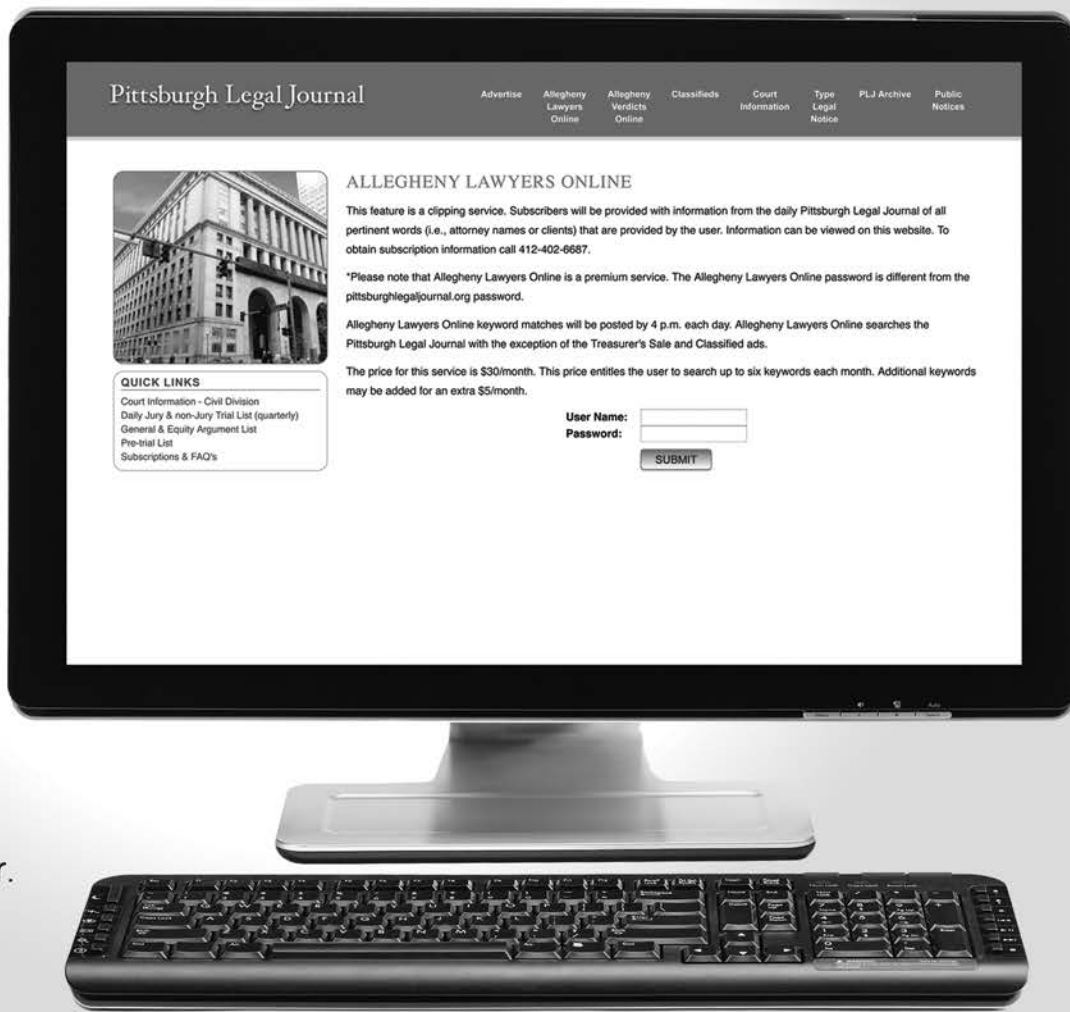 Pittsburgh Legal Journal
Advertise
Allegheny
Lawyers
Online
Allegheny
Verdicts
Online
Classifieds
Court
Information
Type
Legal
Notice
PLJ Archive
Public
Notices
ALLEGHENY LAWYERS ONLINE
This feature is a clipping service. Subscribers will be provided with information from the daily Pittsburgh Legal Journal of all
pertinent words (i.e., attorney names or clients) that are provided by the user. Information can be viewed on this website. To
obtain subscription information call 412-402-6687.
*Please note that Allegheny Lawyers Online is a premium service. The Allegheny Lawyers Online password is different from the
pittsburghlegaljournal.org password.
Allegheny Lawyers Online keyword matches will be posted by 4 p.m. each day. Allegheny Lawyers Online searches the
Pittsburgh Legal Journal with the exception of the Treasurer's Sale and Classified ads.
The price for this service is $30/month. This price entitles the user to search up to six keywords each month. Additional keywords
may be added for an extra $5/month.
User Name:
Password:
SUBMIT
QUICK LINKS
Court Information - Civil Division
Daily Jury & non-Jury Trial List (quarterly)
General & Equity Argument List
Pre-trial List
Subscriptions & FAQ's
r.